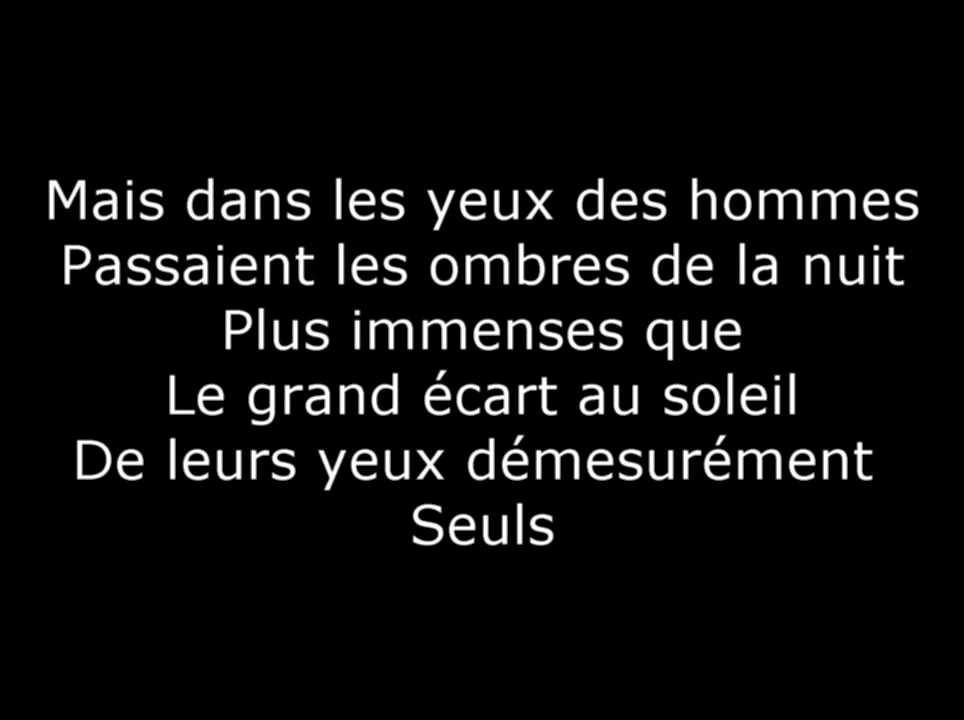 Mais dans les yeux des hommes
Passaient les ombres de la nuit
Plus immenses que
Le grand écart au soleil
De leurs yeux démesurément
Seuls